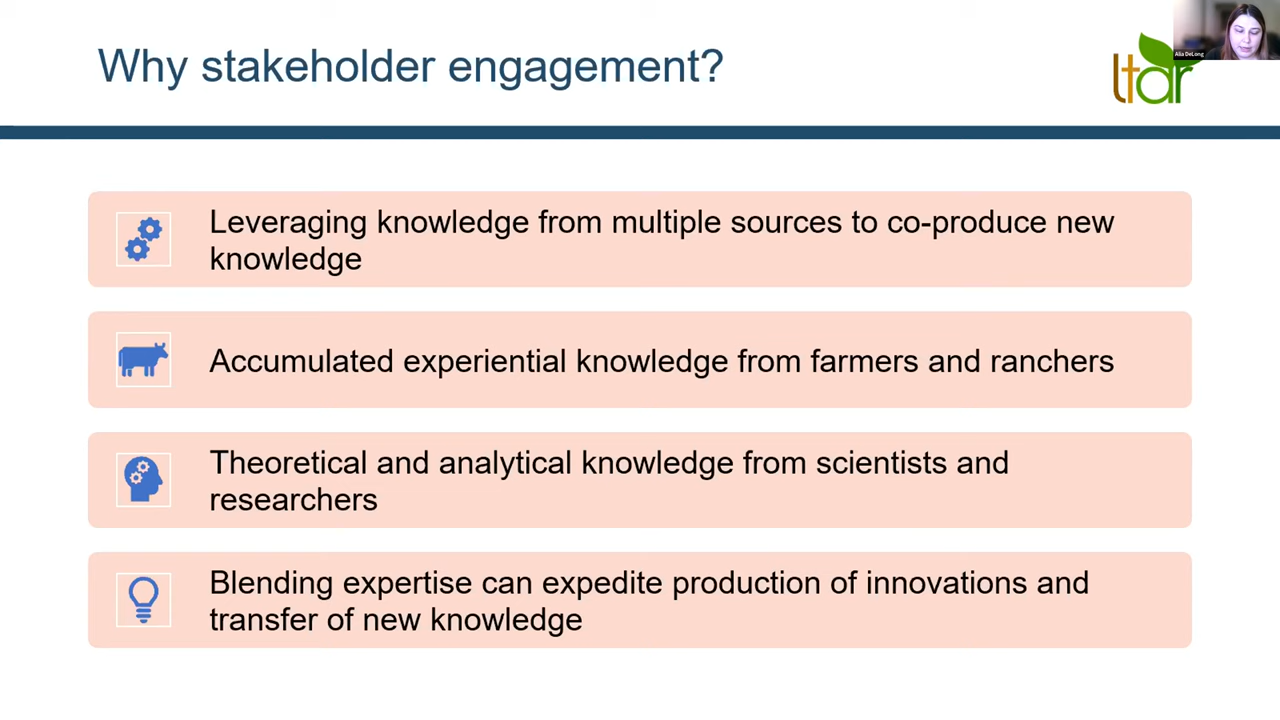 Why stakeholder engagement?
ltar
Alia DeLong
Leveraging knowledge from multiple sources to co-produce new
knowledge
Accumulated experiential knowledge from farmers and ranchers
Theoretical and analytical knowledge from scientists and
researchers
Blending expertise can expedite production of innovations and
transfer of new knowledge